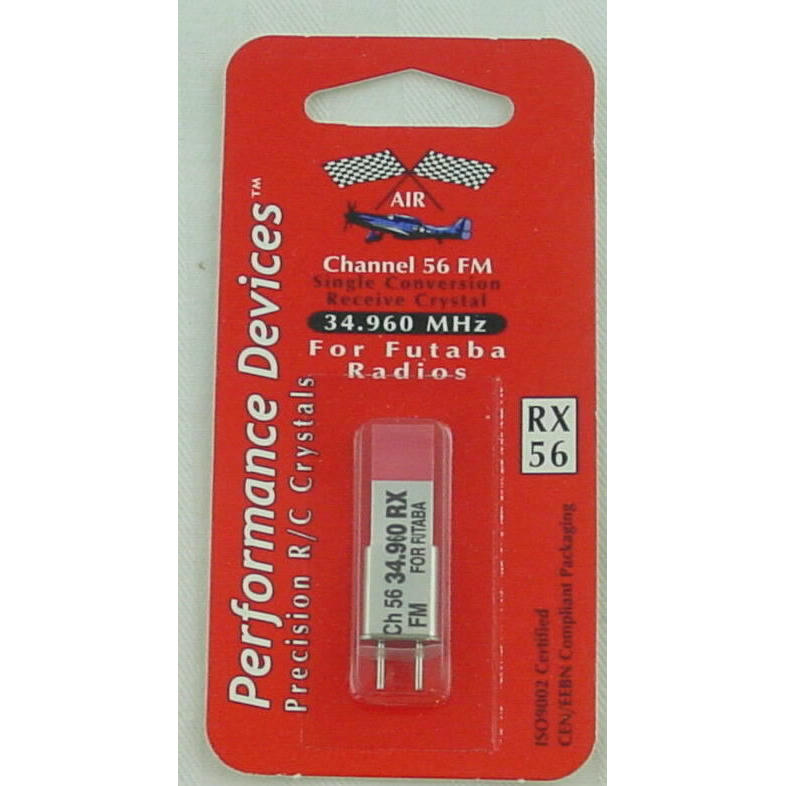 AIR
Channel 56 FM
Single Conversion
Receive Crystal
34.960 MHz
For Futaba
Radios
Performance Devices™
Precision R/C Crystals
RX
56
Ch 56 34.960 RX
FM FOR FUTABA
ISO9002 Certified
CEN/EEBN Compliant Packaging